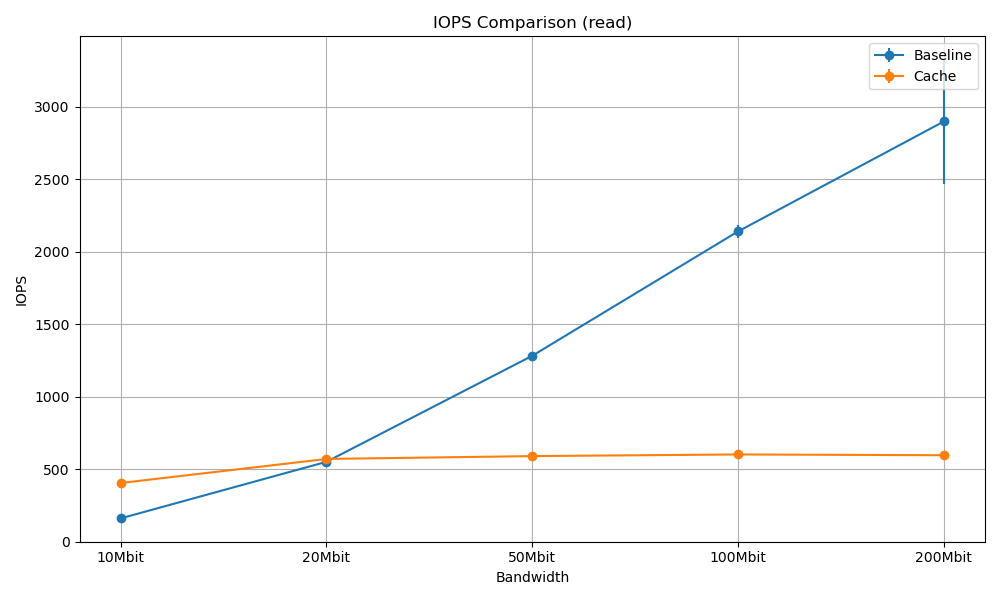 IOPS Comparison (read)
Baseline
Cache
IOPS
3000
2500
2000
1500
1000
500
0
10Mbit 20Mbit 50Mbit 100Mbit 200Mbit
Bandwidth